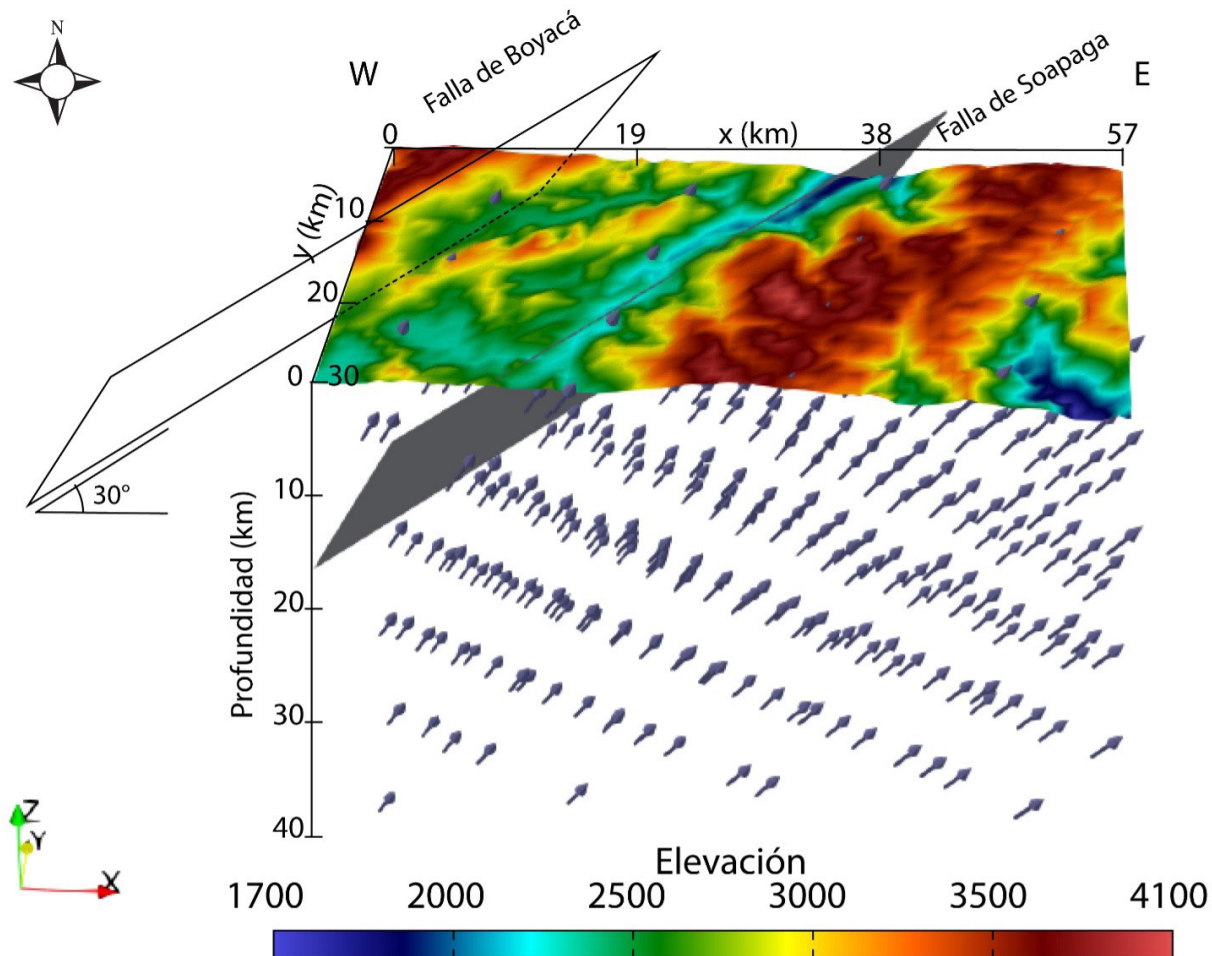 N
Falla de Boyacá
Falla de Soapaga
W
E
0
19
x (km)
38
57
y (km)
10
20
30
0
10
20
30
40
Profundidad (km)
30°
Z
Y
X
Elevación
1700
2000
2500
3000
3500
4100